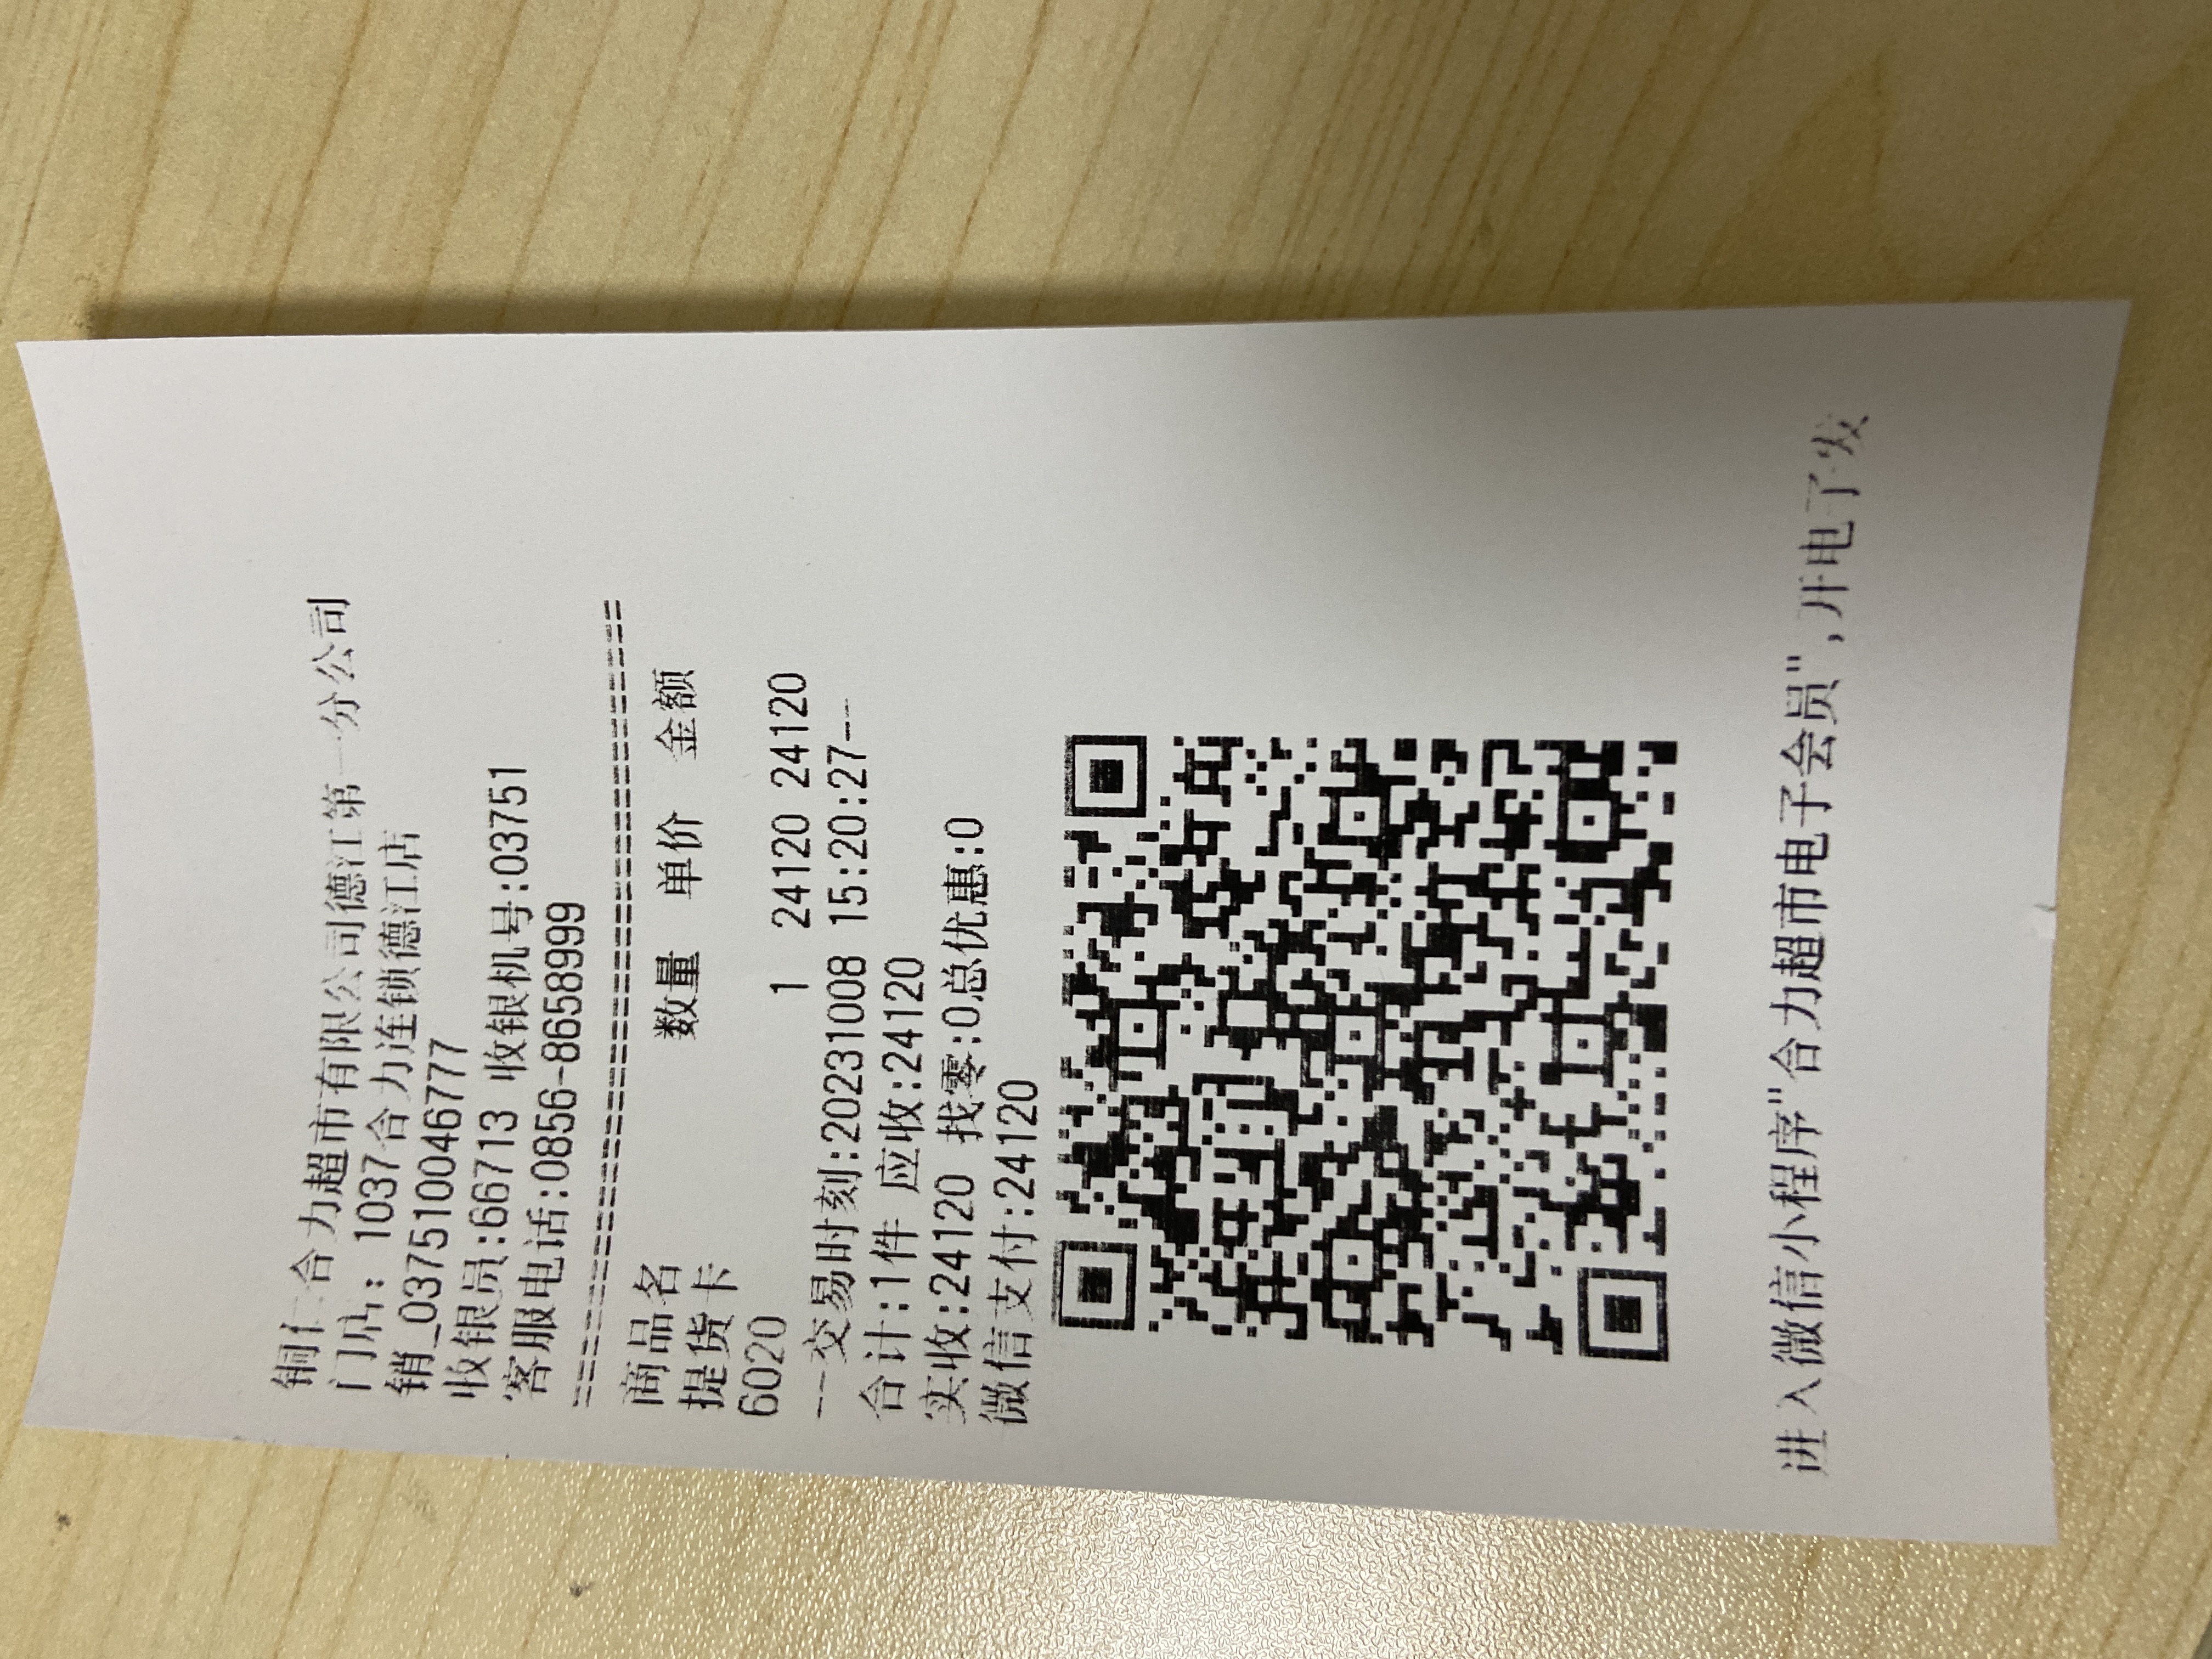 铜仁合力超市有限公司德江第一分公司
门店: 1037合力连锁德江店
销_0375100046777
收银员:66713 收银机号:03751
客服电话:0856-8658999
===========================================
商品名 数量 单价 金额
提货卡
6020 1 24120 24120
--交易时刻:20231008 15:20:27--
合计:1件 应收:24120
实收:24120 找零:0总优惠:0
微信支付:24120
进入微信小程序"合力超市电子会员",开电子发